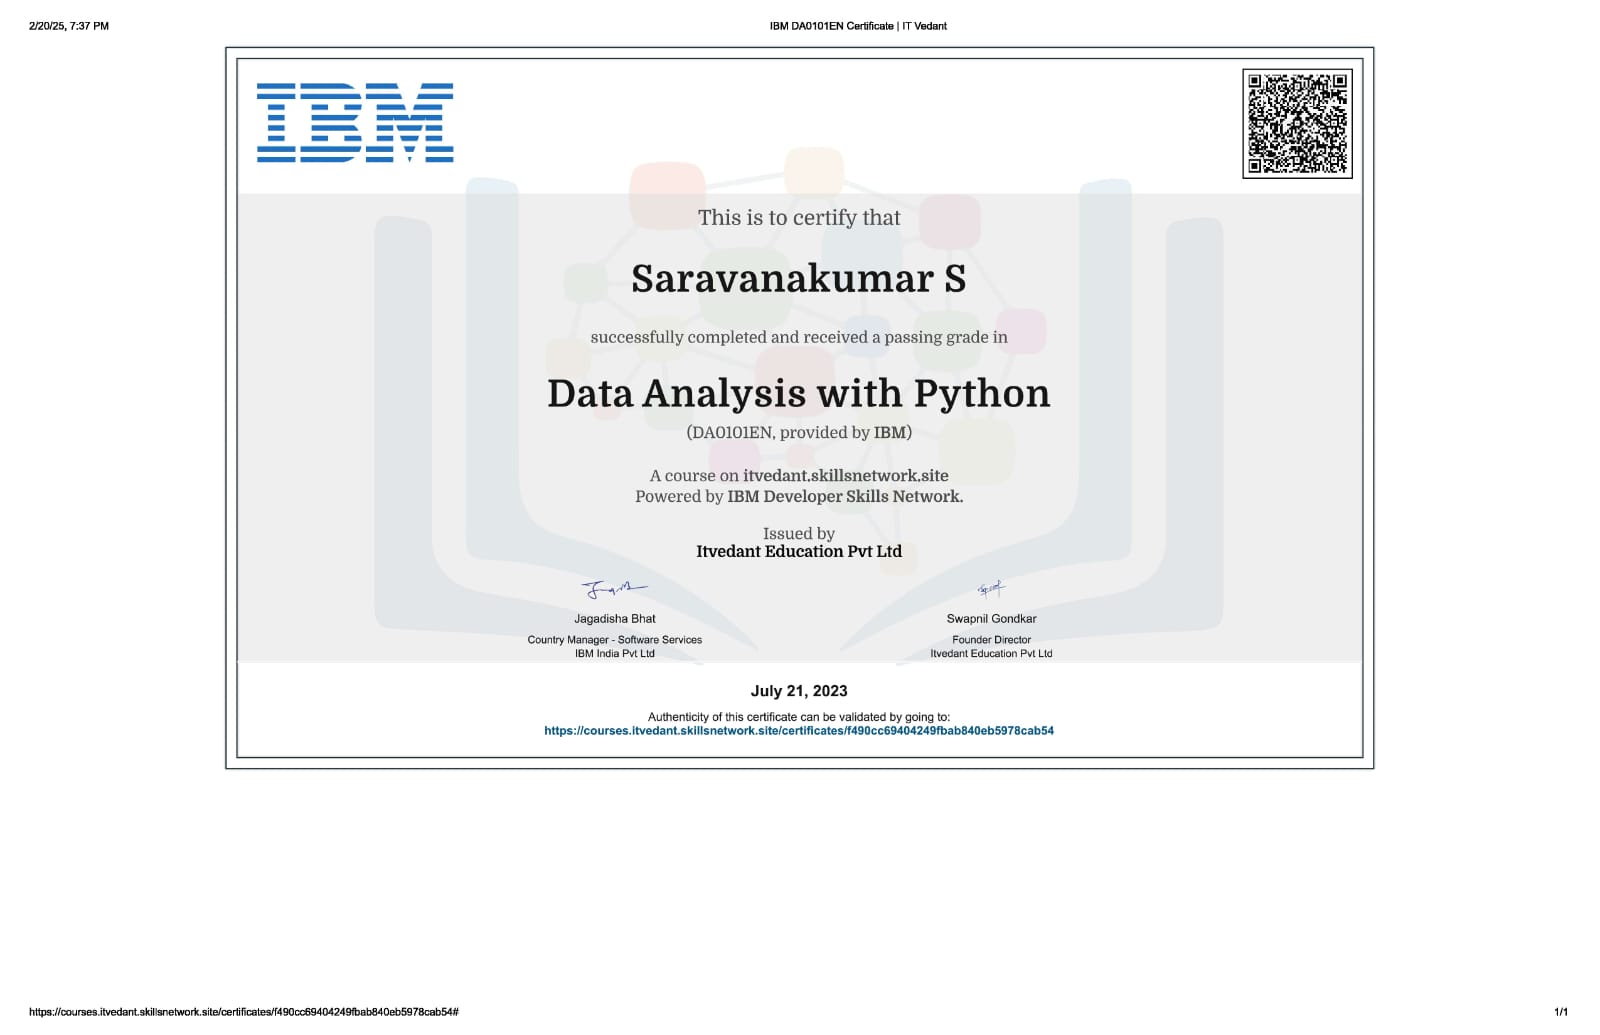 2/20/25, 7:37 PM
IBM DA0101EN Certificate | IT Vedant
IBM
This is to certify that
Saravanakumar S
successfully completed and received a passing grade in
Data Analysis with Python
(DA0101EN, provided by IBM)
A course on itvedant.skillsnetwork.site
Powered by IBM Developer Skills Network.
Issued by
Itvedant Education Pvt Ltd
Jagadisha Bhat
Country Manager - Software Services
IBM India Pvt Ltd
Swapnil Gondkar
Founder Director
Itvedant Education Pvt Ltd
July 21, 2023
Authenticity of this certificate can be validated by going to:
https://courses.itvedant.skillsnetwork.site/certificates/f490cc69404249fbab840eb5978cab54
https://courses.itvedant.skillsnetwork.site/certificates/f490cc69404249fbab840eb5978cab54#
1/1